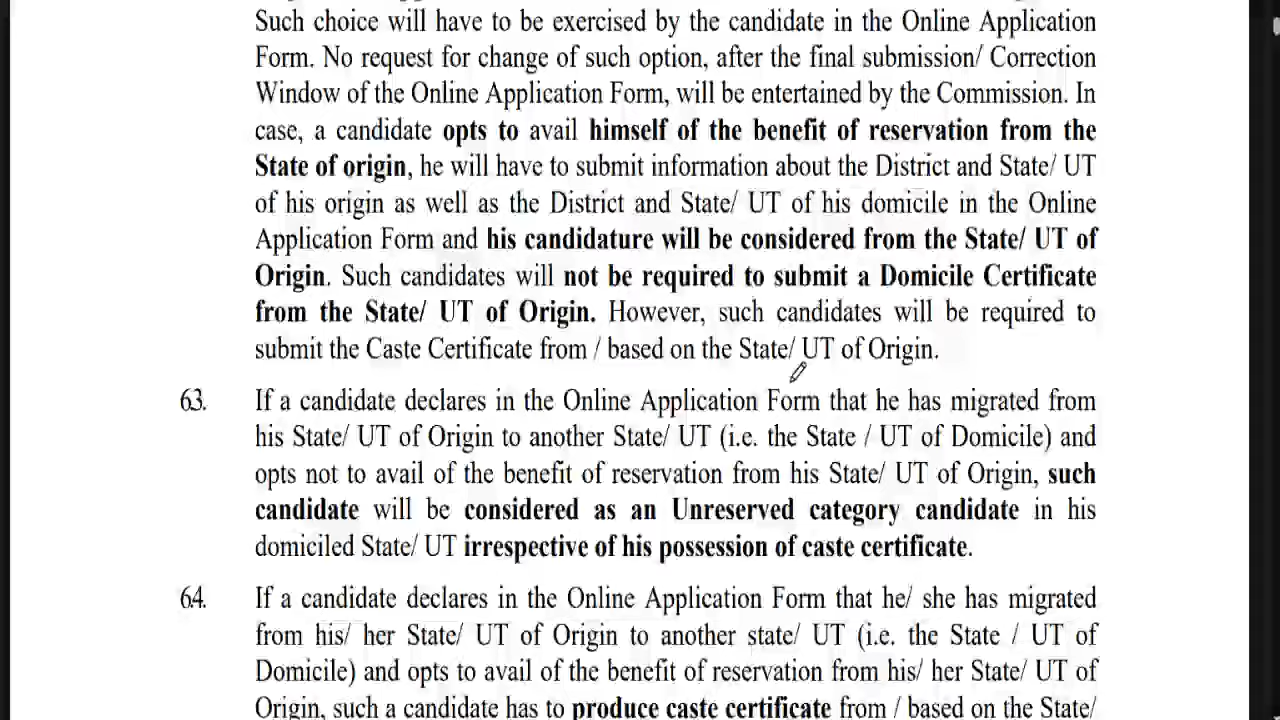 Such choice will have to be exercised by the candidate in the Online Application
Form. No request for change of such option, after the final submission/ Correction
Window of the Online Application Form, will be entertained by the Commission. In
case, a candidate opts to avail himself of the benefit of reservation from the
State of origin, he will have to submit information about the District and State/ UT
of his origin as well as the District and State/ UT of his domicile in the Online
Application Form and his candidature will be considered from the State/ UT of
Origin. Such candidates will not be required to submit a Domicile Certificate
from the State/ UT of Origin. However, such candidates will be required to
submit the Caste Certificate from / based on the State/ UT of Origin.
63. If a candidate declares in the Online Application Form that he has migrated from
his State/ UT of Origin to another State/ UT (i.e. the State / UT of Domicile) and
opts not to avail of the benefit of reservation from his State/ UT of Origin, such
candidate will be considered as an Unreserved category candidate in his
domiciled State/ UT irrespective of his possession of caste certificate.
64. If a candidate declares in the Online Application Form that he/ she has migrated
from his/ her State/ UT of Origin to another state/ UT (i.e. the State / UT of
Domicile) and opts to avail of the benefit of reservation from his/ her State/ UT of
Origin, such a candidate has to produce caste certificate from / based on the State/